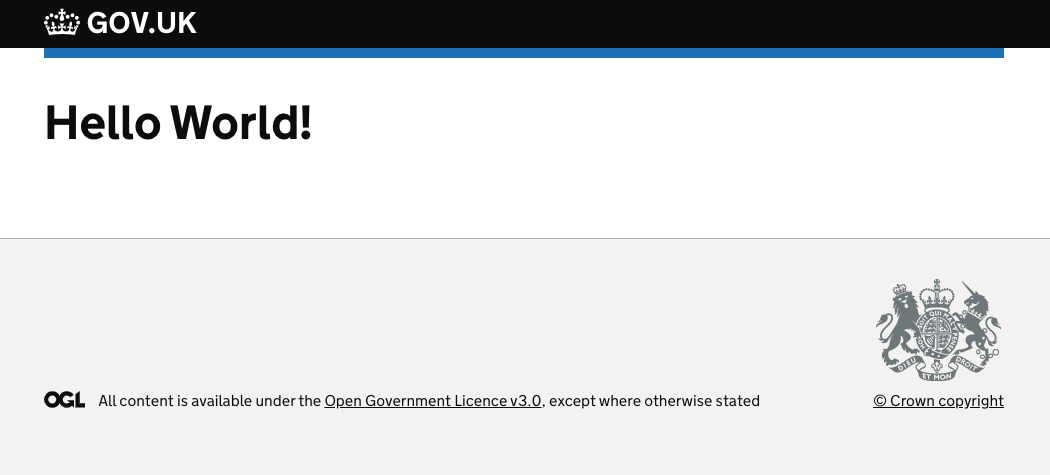 GOV.UK
Hello World!
DIEU ET MON DROIT
OGL All content is available under the Open Government Licence v3.0, except where otherwise stated
© Crown copyright